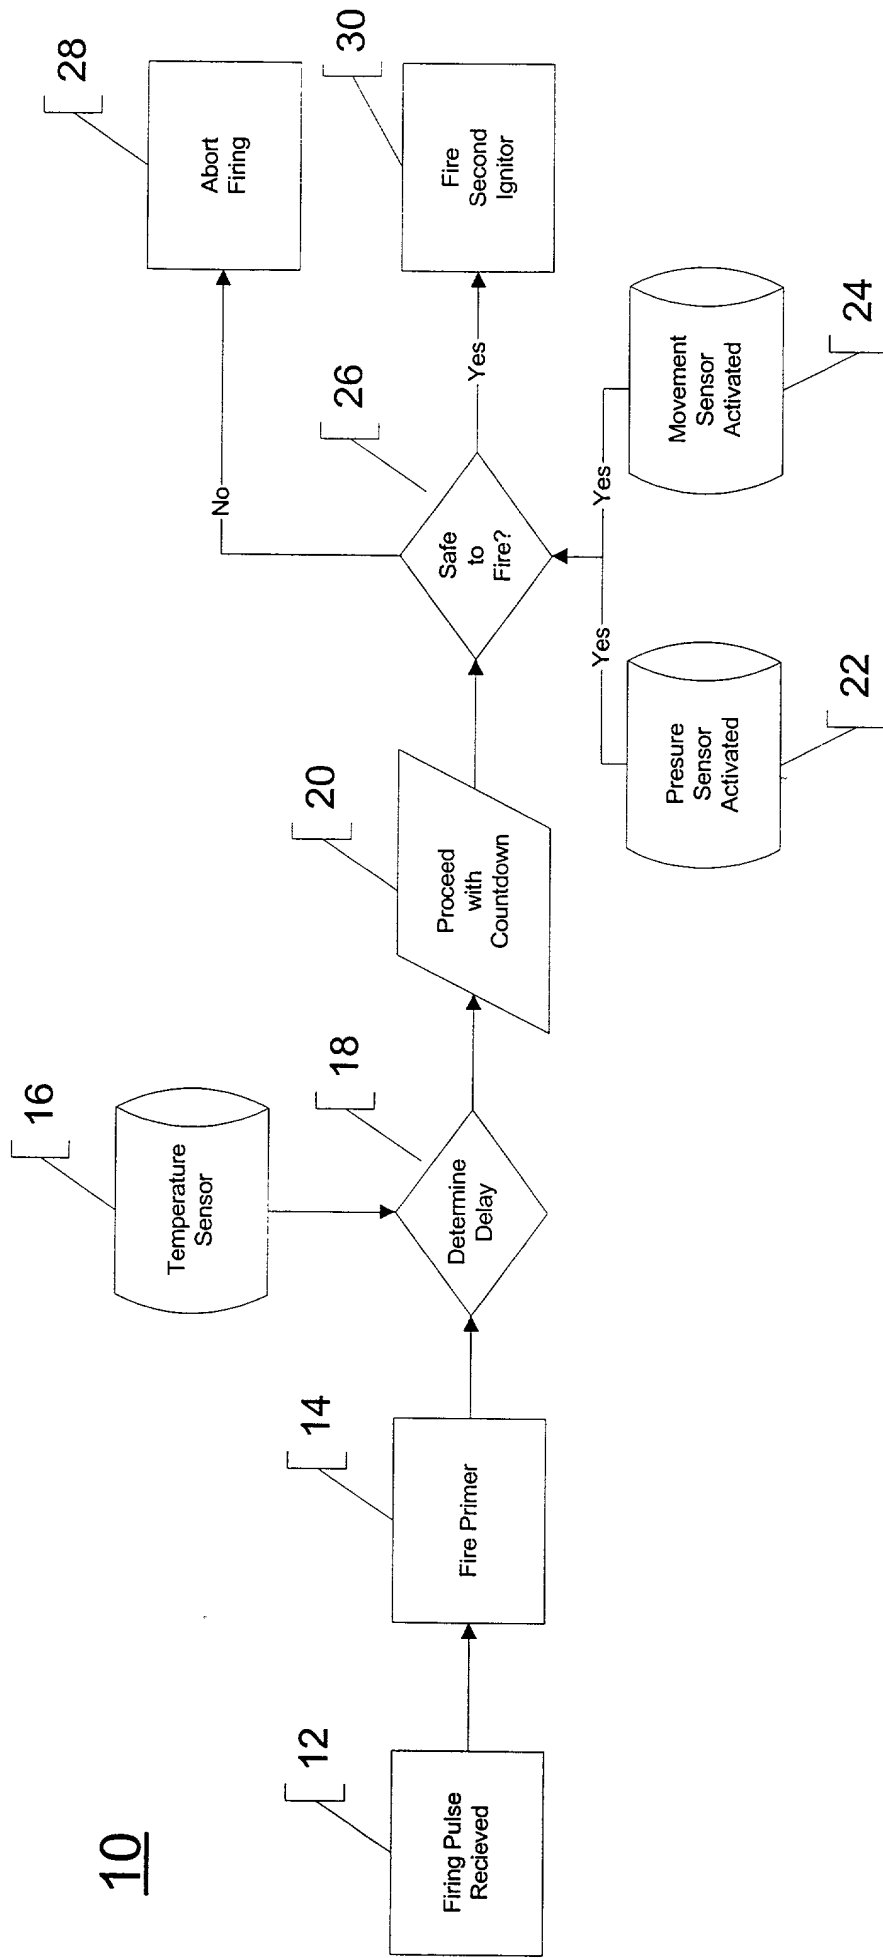 10
12
Firing Pulse
Recieved
14
Fire Primer
16
Temperature
Sensor
18
Determine
Delay
20
Proceed
with
Countdown
22
Presure
Sensor
Activated
Yes
24
Movement
Sensor
Activated
Yes
26
Safe
to
Fire?
No
28
Abort
Firing
Yes
30
Fire
Second
Ignitor